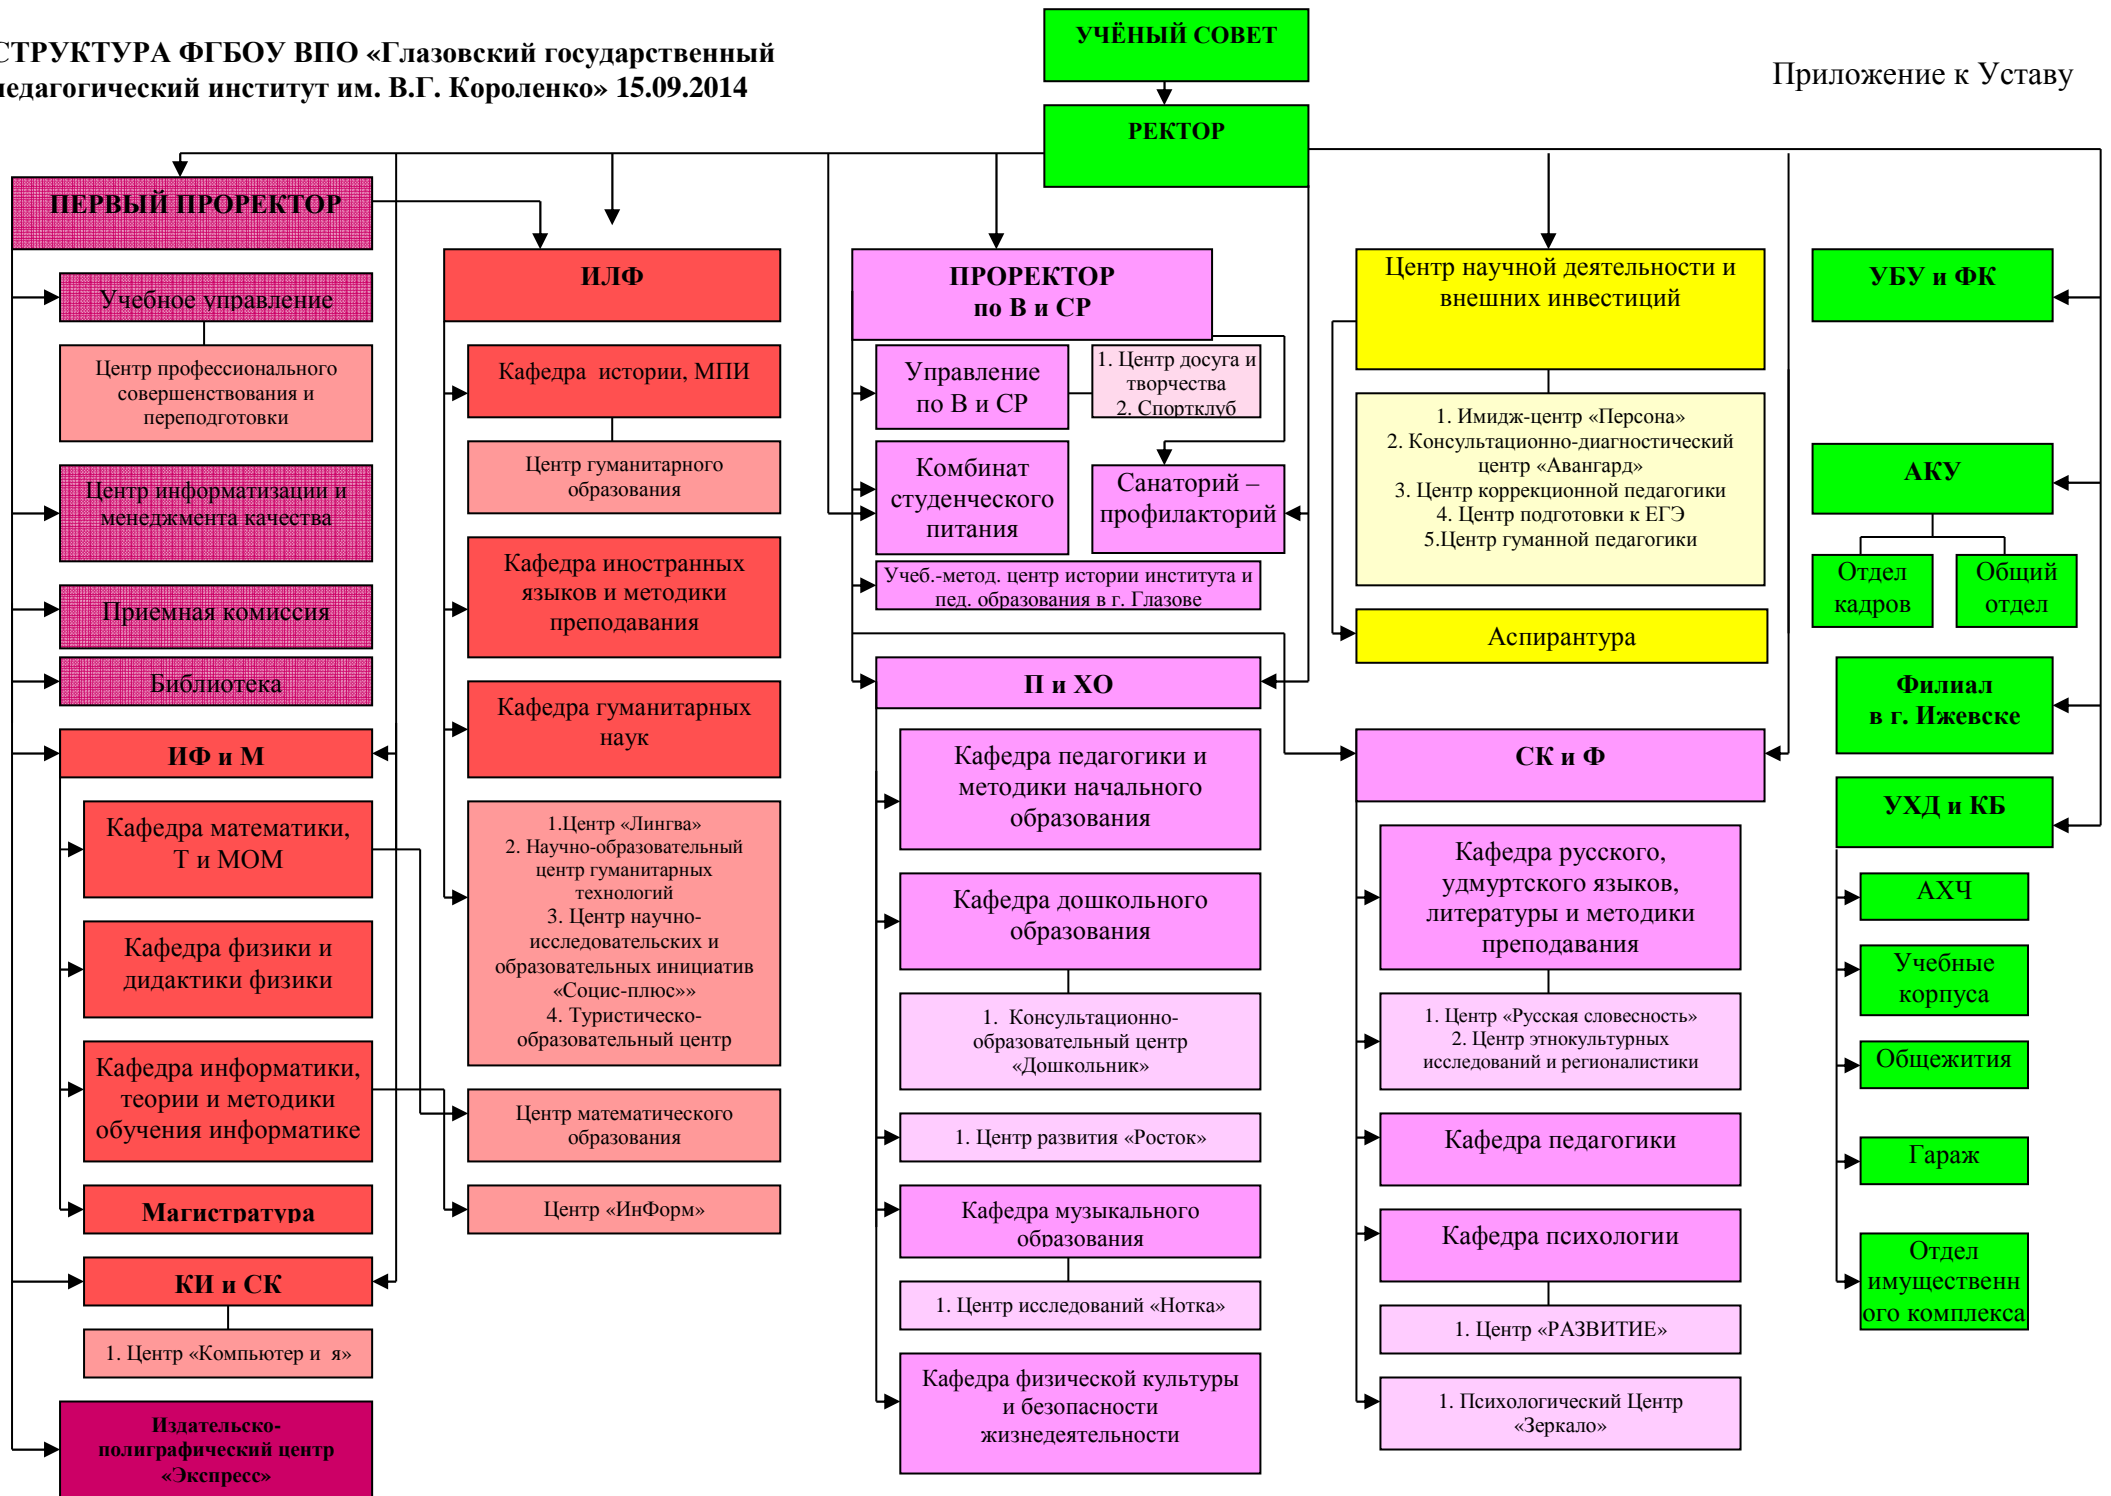 УЧЁНЫЙ СОВЕТ
СТРУКТУРА ФГБОУ ВПО «Глазовский государственный
педагогический институт им. В.Г. Короленко» 15.09.2014
Приложение к Уставу
РЕКТОР
ПЕРВЫЙ ПРОРЕКТОР
Учебное управление
Центр профессионального
совершенствования и
переподготовки
Центр информатизации и
менеджмента качества
Приемная комиссия
Библиотека
ИФ и М
Кафедра математики,
Т и МОМ
Кафедра физики и
дидактики физики
Кафедра информатики,
теории и методики
обучения информатике
Магистратура
КИ и СК
1. Центр «Компьютер и я»
Издательско-
полиграфический центр
«Экспресс»
ИЛФ
Кафедра истории, МПИ
Центр гуманитарного
образования
Кафедра иностранных
языков и методики
преподавания
Кафедра гуманитарных
наук
1.Центр «Лингва»
2. Научно-образовательный
центр гуманитарных
технологий
3. Центр научно-
исследовательских и
образовательных инициатив
«Социс-плюс»»
4. Туристическо-
образовательный центр
Центр математического
образования
Центр «ИнФорм»
ПРОРЕКТОР
по В и СР
Управление
по В и СР
1. Центр досуга и
творчества
2. Спортклуб
Комбинат
студенческого
питания
Санаторий –
профилакторий
Учеб.-метод. центр истории института и
пед. образования в г. Глазове
П и ХО
Кафедра педагогики и
методики начального
образования
Кафедра дошкольного
образования
1. Консультационно-
образовательный центр
«Дошкольник»
1. Центр развития «Росток»
Кафедра музыкального
образования
1. Центр исследований «Нотка»
Кафедра физической культуры
и безопасности
жизнедеятельности
Центр научной деятельности и
внешних инвестиций
1. Имидж-центр «Персона»
2. Консультационно-диагностический
центр «Авангард»
3. Центр коррекционной педагогики
4. Центр подготовки к ЕГЭ
5.Центр гуманной педагогики
Аспирантура
СК и Ф
Кафедра русского,
удмуртского языков,
литературы и методики
преподавания
1. Центр «Русская словесность»
2. Центр этнокультурных
исследований и регионалистики
Кафедра педагогики
Кафедра психологии
1. Центр «РАЗВИТИЕ»
1. Психологический Центр
«Зеркало»
УБУ и ФК
АКУ
Отдел
кадров
Общий
отдел
Филиал
в г. Ижевске
УХД и КБ
АХЧ
Учебные
корпуса
Общежития
Гараж
Отдел
имущественн
ого комплекса